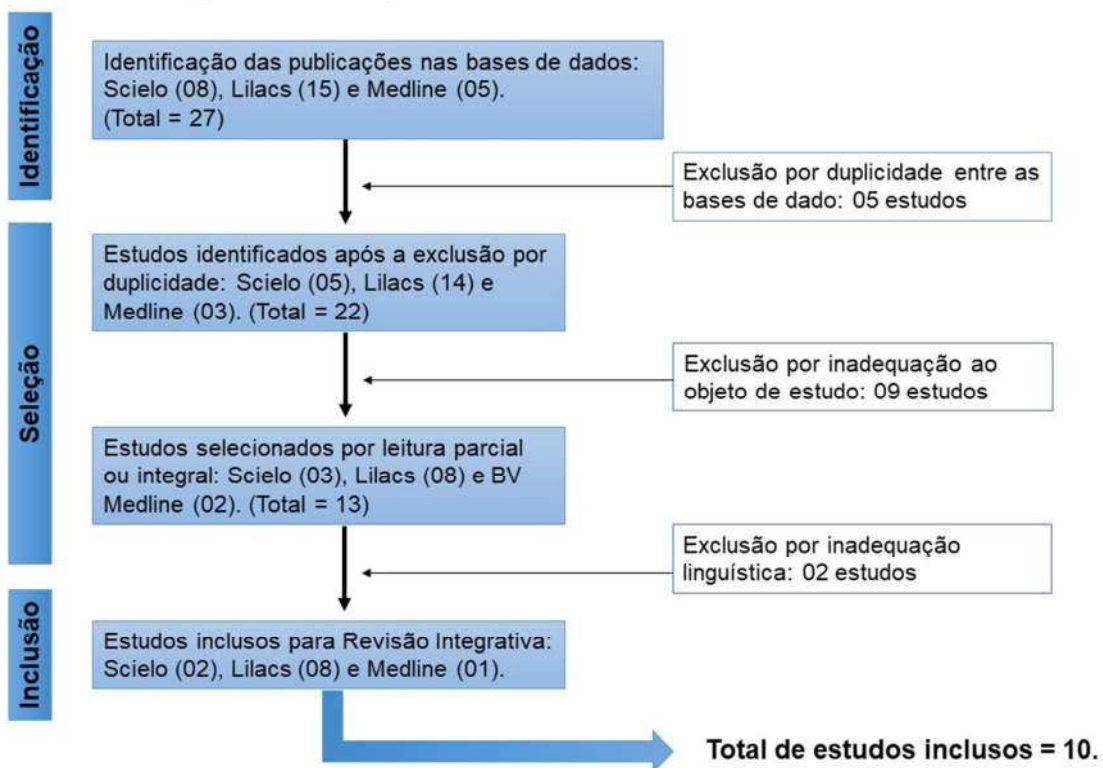 Identificação
Identificação das publicações nas bases de dados:
Scielo (08), Lilacs (15) e Medline (05).
(Total = 27)
Exclusão por duplicidade entre as
bases de dado: 05 estudos
Seleção
Estudos identificados após a exclusão por
duplicidade: Scielo (05), Lilacs (14) e
Medline (03). (Total = 22)
Exclusão por inadequação ao
objeto de estudo: 09 estudos
Estudos selecionados por leitura parcial
ou integral: Scielo (03), Lilacs (08) e BV
Medline (02). (Total = 13)
Exclusão por inadequação
linguística: 02 estudos
Inclusão
Estudos inclusos para Revisão Integrativa:
Scielo (02), Lilacs (08) e Medline (01).
Total de estudos inclusos = 10.